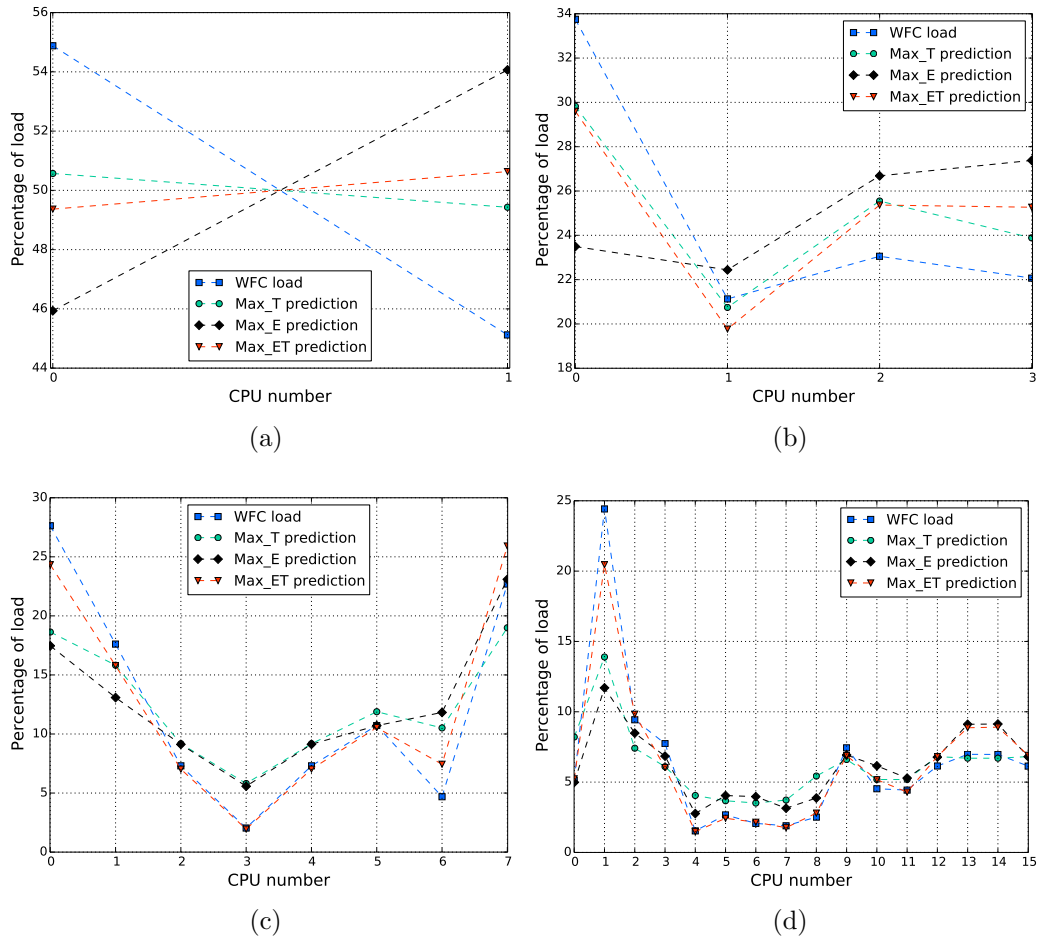 56
54
52
50
48
46
44
Percentage of load
WFC load
Max_T prediction
Max_E prediction
Max_ET prediction
0
1
CPU number
(a)
34
32
30
28
26
24
22
20
18
Percentage of load
WFC load
Max_T prediction
Max_E prediction
Max_ET prediction
0 1 2 3
CPU number
(b)
30
25
20
15
10
5
0
Percentage of load
WFC load
Max_T prediction
Max_E prediction
Max_ET prediction
0 1 2 3 4 5 6 7
CPU number
(c)
25
20
15
10
5
0
Percentage of load
WFC load
Max_T prediction
Max_E prediction
Max_ET prediction
0 1 2 3 4 5 6 7 8 9 10 11 12 13 14 15
CPU number
(d)